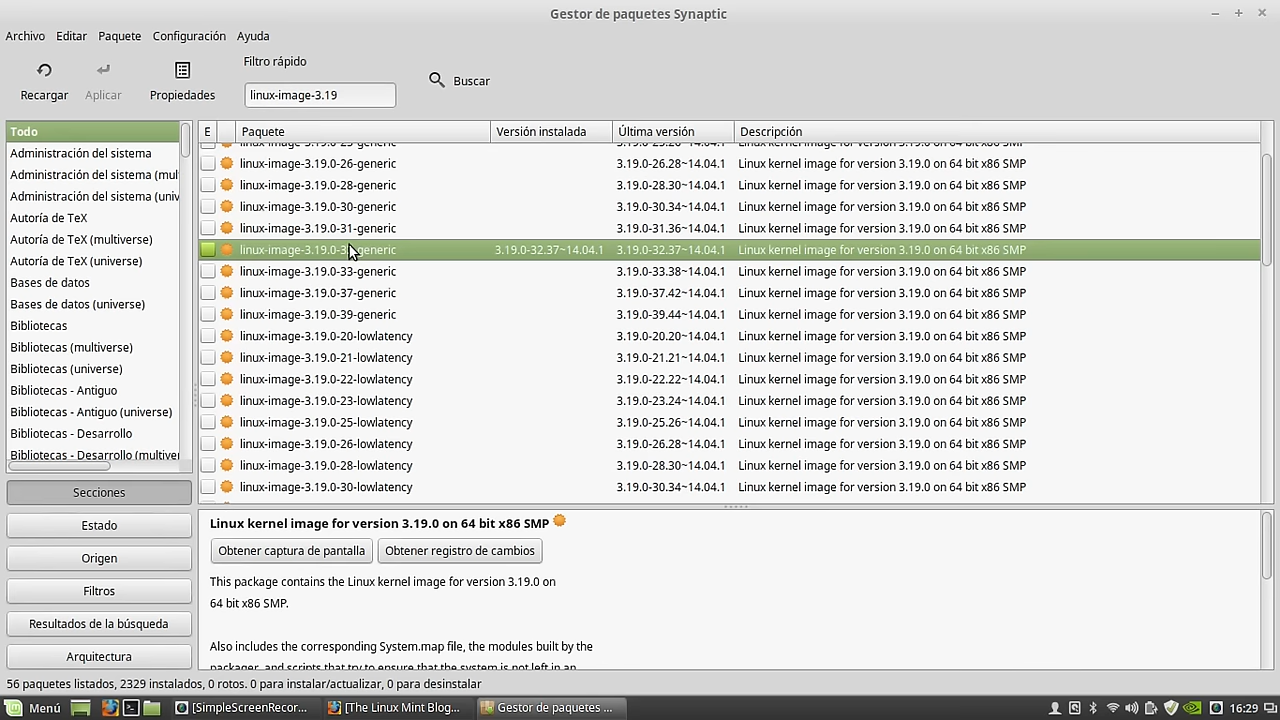 Gestor de paquetes Synaptic
Archivo Editar Paquete Configuración Ayuda
Filtro rápido
Recargar Aplicar Propiedades linux-image-3.19 Buscar
Todo
Administración del sistema
Administración del sistema (mul
Administración del sistema (univ
Autoría de TeX
Autoría de TeX (multiverse)
Autoría de TeX (universe)
Bases de datos
Bases de datos (universe)
Bibliotecas
Bibliotecas (multiverse)
Bibliotecas (universe)
Bibliotecas - Antiguo
Bibliotecas - Antiguo (universe)
Bibliotecas - Desarrollo
Bibliotecas - Desarrollo (multiver
Secciones
Estado
Origen
Filtros
Resultados de la búsqueda
Arquitectura
E Paquete Versión instalada Última versión Descripción
linux-image-3.19.0-26-generic 3.19.0-26.28~14.04.1 Linux kernel image for version 3.19.0 on 64 bit x86 SMP
linux-image-3.19.0-28-generic 3.19.0-28.30~14.04.1 Linux kernel image for version 3.19.0 on 64 bit x86 SMP
linux-image-3.19.0-30-generic 3.19.0-30.34~14.04.1 Linux kernel image for version 3.19.0 on 64 bit x86 SMP
linux-image-3.19.0-31-generic 3.19.0-31.36~14.04.1 Linux kernel image for version 3.19.0 on 64 bit x86 SMP
3.19.0-32.37~14.04.1 3.19.0-32.37~14.04.1 Linux kernel image for version 3.19.0 on 64 bit x86 SMP
linux-image-3.19.0-33-generic 3.19.0-33.38~14.04.1 Linux kernel image for version 3.19.0 on 64 bit x86 SMP
linux-image-3.19.0-37-generic 3.19.0-37.42~14.04.1 Linux kernel image for version 3.19.0 on 64 bit x86 SMP
linux-image-3.19.0-39-generic 3.19.0-39.44~14.04.1 Linux kernel image for version 3.19.0 on 64 bit x86 SMP
linux-image-3.19.0-20-lowlatency 3.19.0-20.20~14.04.1 Linux kernel image for version 3.19.0 on 64 bit x86 SMP
linux-image-3.19.0-21-lowlatency 3.19.0-21.21~14.04.1 Linux kernel image for version 3.19.0 on 64 bit x86 SMP
linux-image-3.19.0-22-lowlatency 3.19.0-22.22~14.04.1 Linux kernel image for version 3.19.0 on 64 bit x86 SMP
linux-image-3.19.0-23-lowlatency 3.19.0-23.24~14.04.1 Linux kernel image for version 3.19.0 on 64 bit x86 SMP
linux-image-3.19.0-25-lowlatency 3.19.0-25.26~14.04.1 Linux kernel image for version 3.19.0 on 64 bit x86 SMP
linux-image-3.19.0-26-lowlatency 3.19.0-26.28~14.04.1 Linux kernel image for version 3.19.0 on 64 bit x86 SMP
linux-image-3.19.0-28-lowlatency 3.19.0-28.30~14.04.1 Linux kernel image for version 3.19.0 on 64 bit x86 SMP
linux-image-3.19.0-30-lowlatency 3.19.0-30.34~14.04.1 Linux kernel image for version 3.19.0 on 64 bit x86 SMP
Linux kernel image for version 3.19.0 on 64 bit x86 SMP
Obtener captura de pantalla Obtener registro de cambios
This package contains the Linux kernel image for version 3.19.0 on
64 bit x86 SMP.
Also includes the corresponding System.map file, the modules built by the
packager, and scripts that try to ensure that the system is not left in an
56 paquetes listados, 2329 instalados, 0 rotos. 0 para instalar/actualizar, 0 para desinstalar
Menú [SimpleScreenRecor... [The Linux Mint Blog... Gestor de paquetes ... 16:29